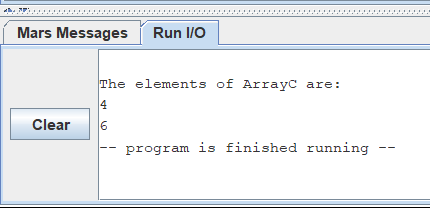 Mars Messages Run I/O
The elements of ArrayC are:
4
Clear
6
-- program is finished running --